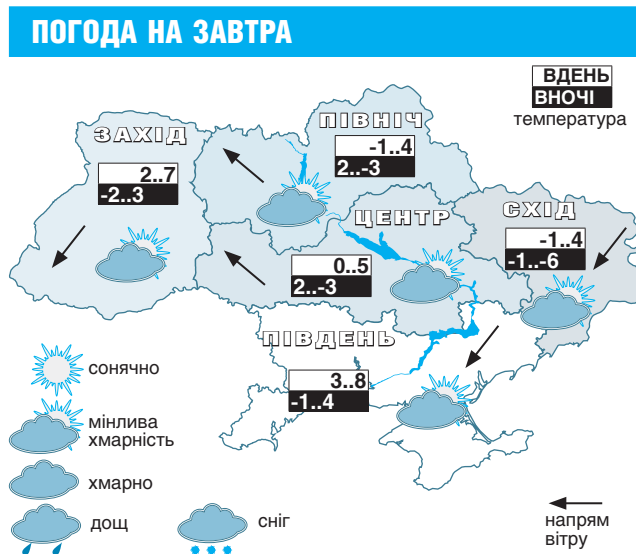 ПОГОДА НА ЗАВТРА
ВДЕНЬ
ВНОЧІ
температура
ПІВНІЧ
-1..4
2..-3
ЗАХІД
2..7
-2..3
ЦЕНТР
0..5
2..-3
СХІД
-1..4
-1..-6
ПІВДЕНЬ
3..8
-1..4
сонячно
мінлива
хмарність
хмарно
дощ
сніг
напрям
вітру